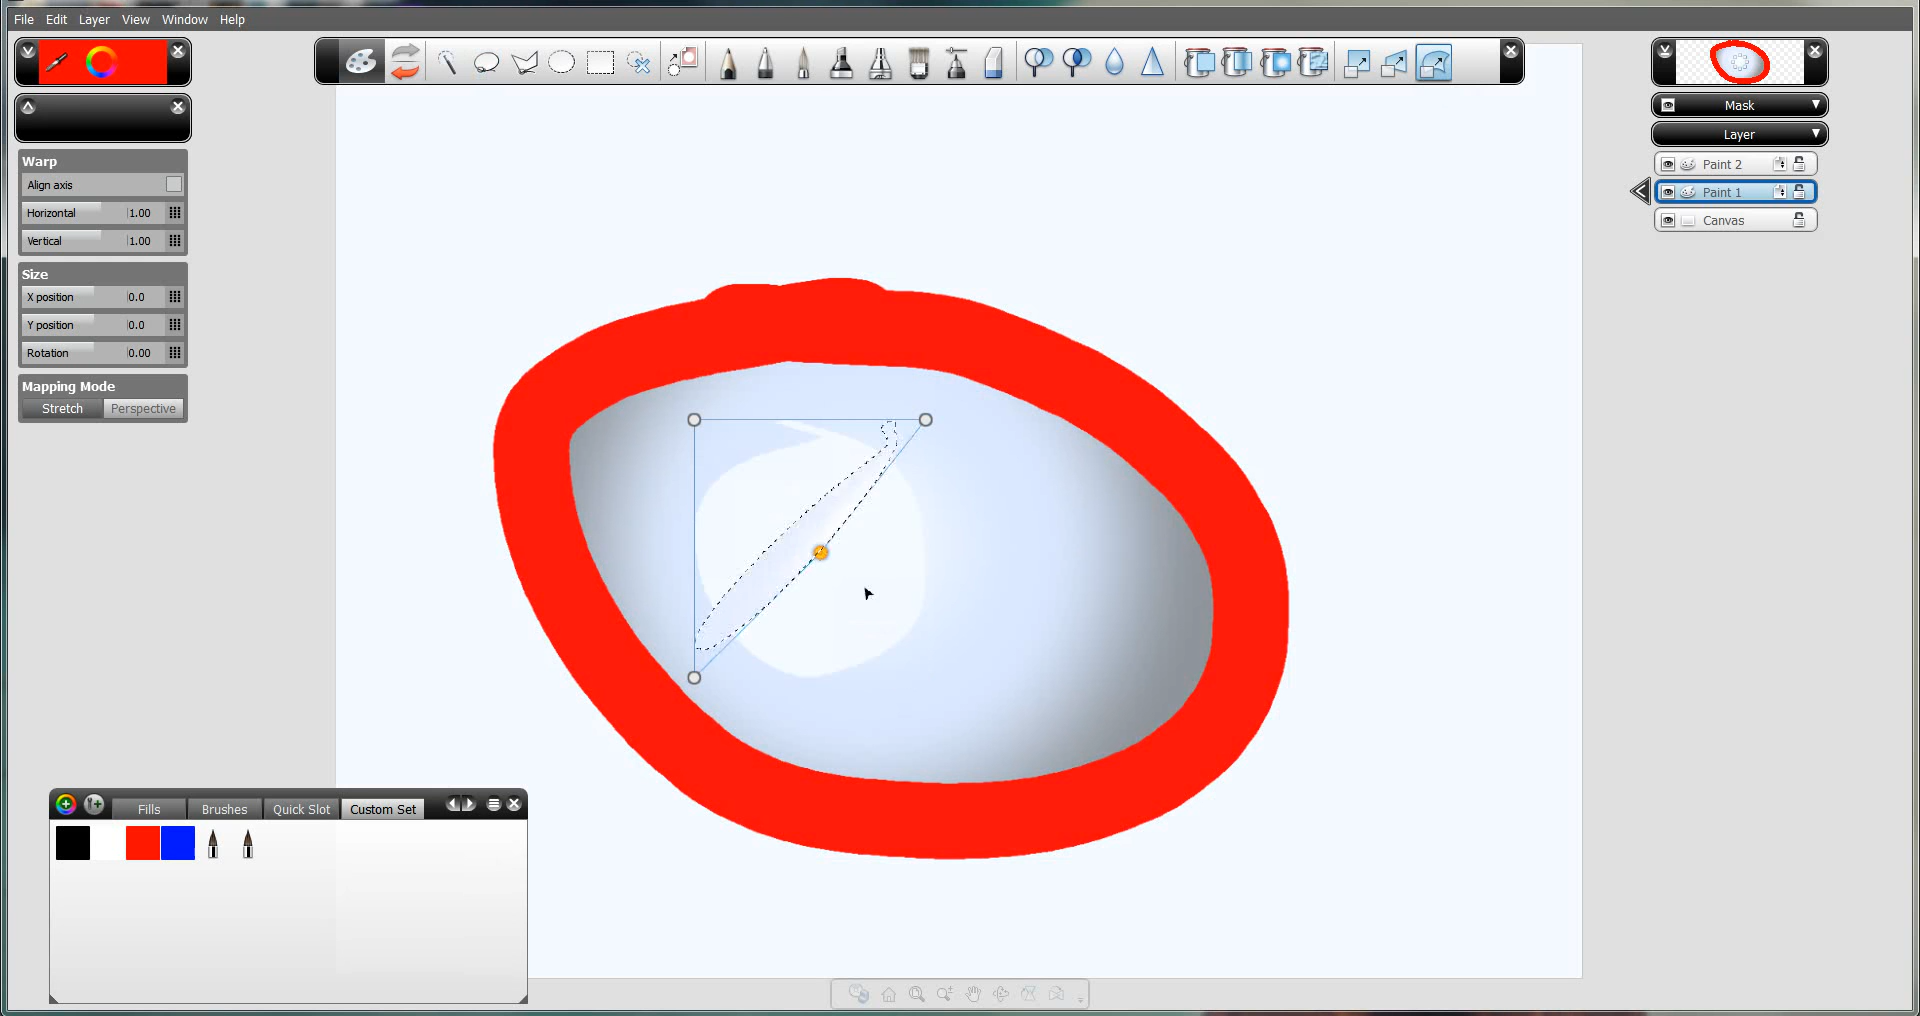 File Edit Layer View Window Help
Warp
Align axis
Horizontal 1.00
Vertical 1.00
Size
X position 0.0
Y position 0.0
Rotation 0.00
Mapping Mode
Stretch Perspective
Mask
Layer
Paint 2
Paint 1
Canvas
Fills Brushes Quick Slot Custom Set